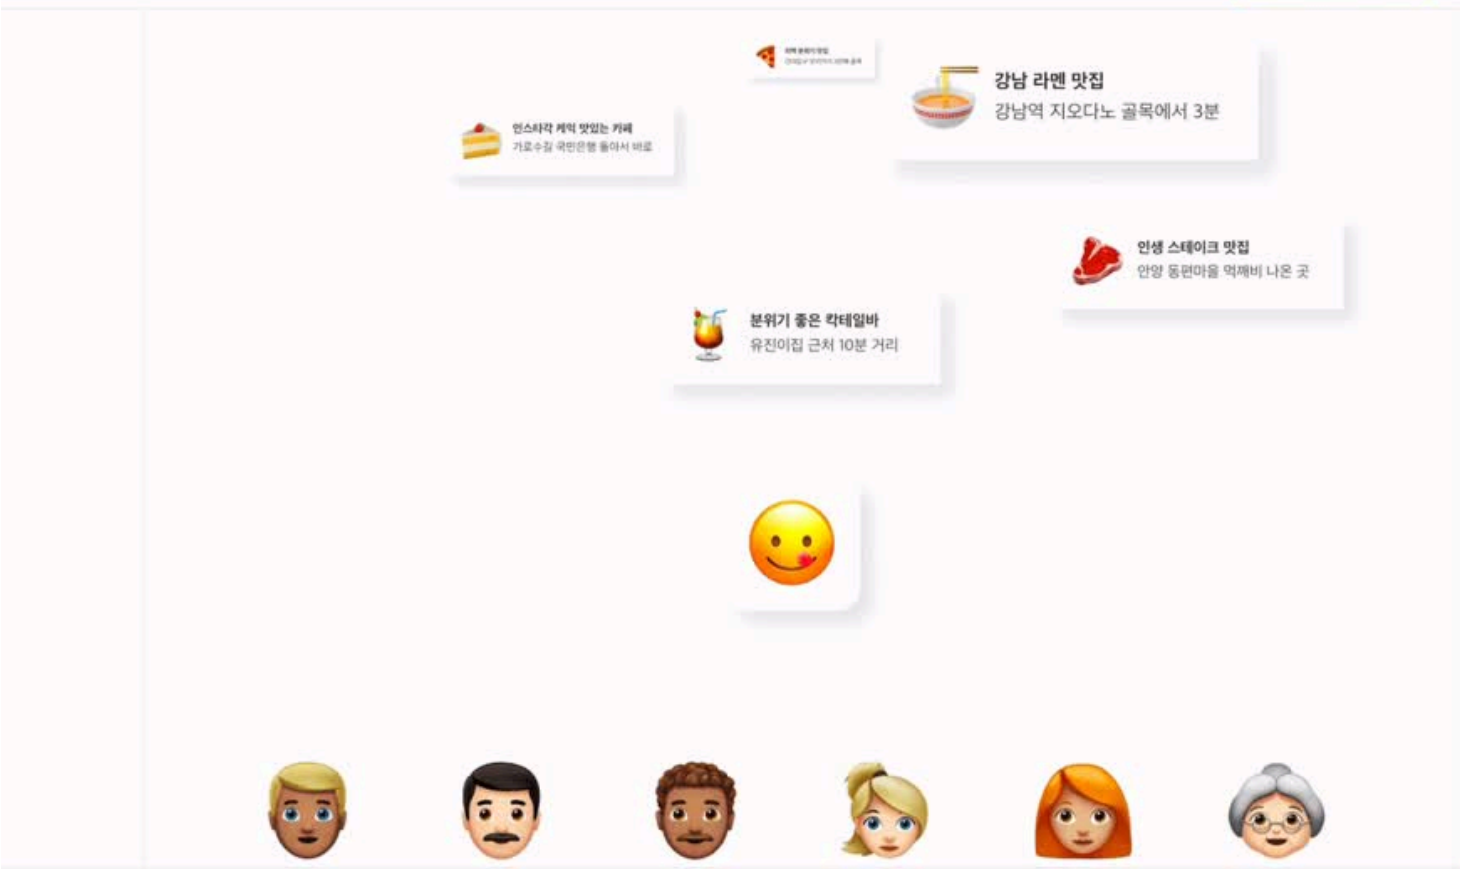 강남 라멘 맛집
강남역 지오다노 골목에서 3분
인스타각 케익 맛있는 카페
가로수길 국민은행 돌아서 바로
인생 스테이크 맛집
안양 동편마을 먹깨비 나온 곳
분위기 좋은 칵테일바
유진이집 근처 10분 거리